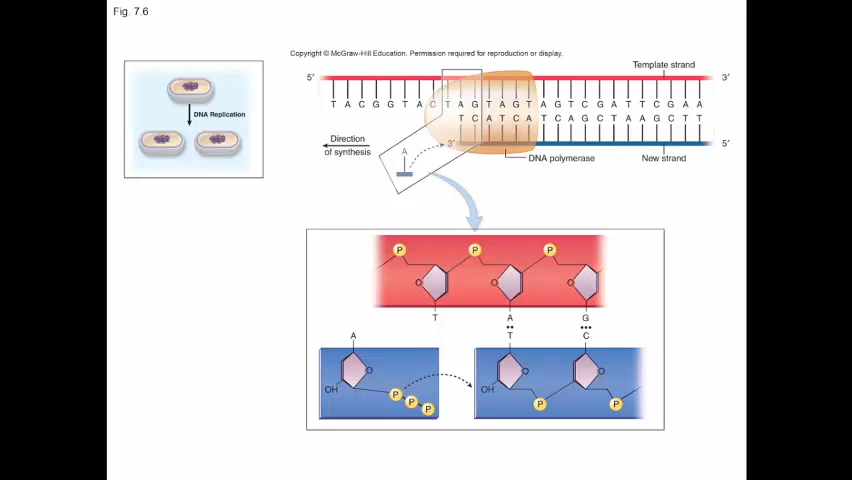 Fig. 7.6
Copyright © McGraw-Hill Education. Permission required for reproduction or display.
Template strand
5′ 3′
T A C G G T A C T A G T A G T A G T C G A T T C G A A
T C A T C A T C A G C T A A G C T T
Direction
of synthesis
3′ 5′
DNA polymerase
New strand
A
DNA Replication
P P P
O O O
T A G
A T C
O O O
OH OH
P P P P P